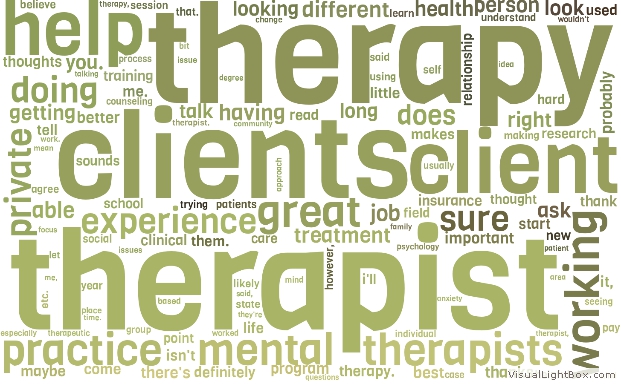 believe
therapy. session
that.
looking different
change
learn
health
person
understand
look used
wouldn't
help
therapy
thoughts you.
process
talking
training
bit
issue
degree
said
using
little
self
relationship
idea
probably
doing
me.
counseling
getting better
talk having
therapist.
community
read
long
does
hard
right
tell
work.
mean
makes
making research
private
clients
client
sounds
approach
usually
agree
able
school
trying patients
insurance thought
thank
experience
great
job
field
sure
ask
start
focus
social
issues
clinical them.
care
treatment
family
psychology
important
new
patient
working
let
me,
etc.
year
place
time.
therapist
based
likely
said,
state
they're
mind
however,
i'll
anxiety
area
it,
seeing
pay
especially therapeutic
group
point
worked
life
individual
therapist,
practice
isn't
mental
therapists
maybe
come
there's definitely
program
questions
therapy.
best
case
tha
VisualLightBox.com